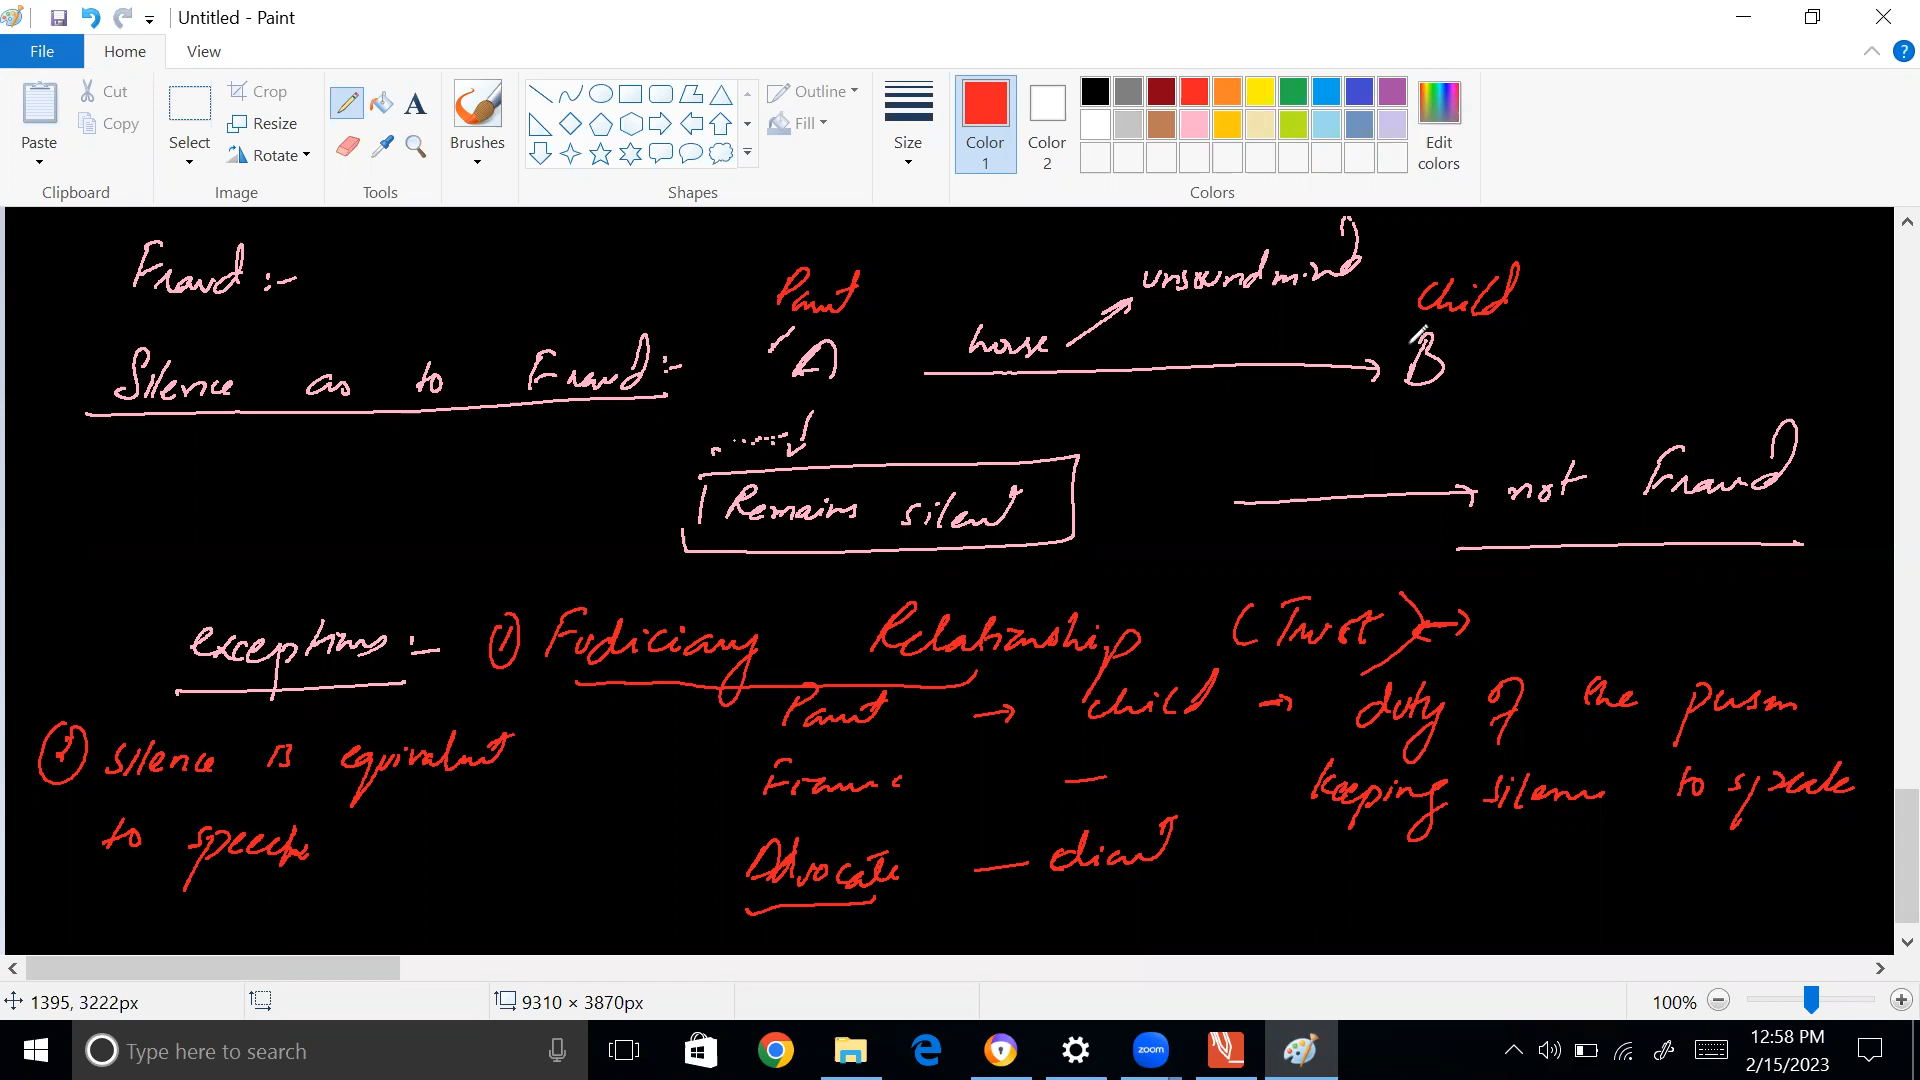 Untitled - Paint
File Home View
Paste
Cut
Copy
Clipboard
Select
Crop
Resize
Rotate
Image
A
Tools
Brushes
Outline
Fill
Shapes
Size
Color 1
Color 2
Edit colors
Colors
Fraud :-
unsound mind
child
house
B
Silence as to Fraud :-
A
Remains silent
not Fraud
exceptions :- ① Fudiciary Relationship (Trust)
child duty of the person
② silence is equivalent
keeping silence to speak
to speech
Advocate - client
1395, 3222px
9310 × 3870px
100%
Type here to search
zoom
12:58 PM
2/15/2023